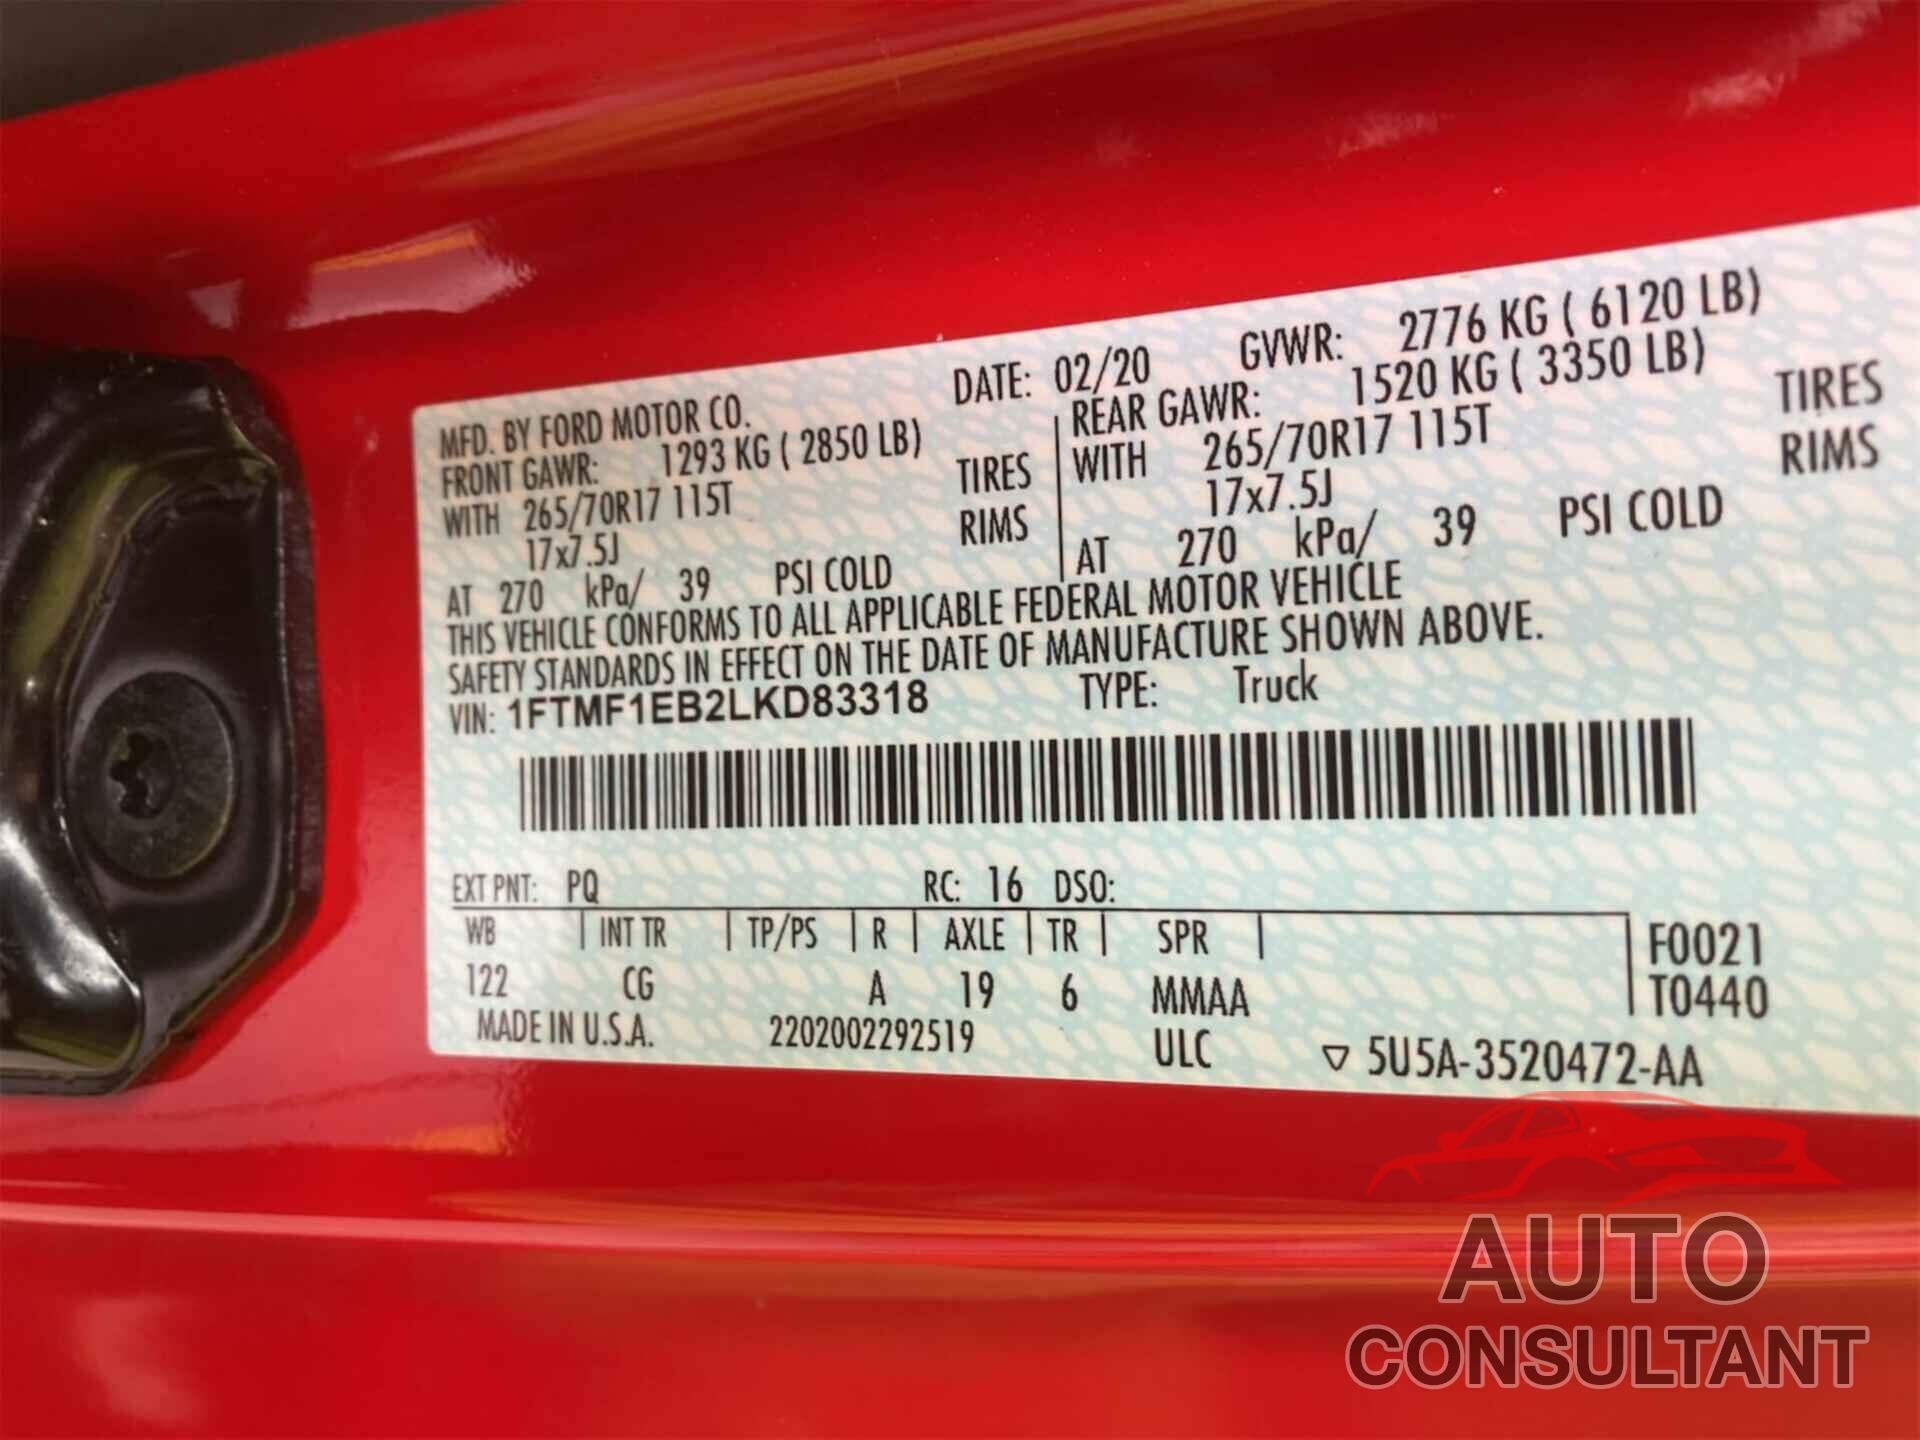 MFD. BY FORD MOTOR CO. DATE: 02/20 GVWR: 2776 KG ( 6120 LB)
FRONT GAWR: 1293 KG ( 2850 LB)
WITH 265/70R17 115T TIRES
17x7.5J RIMS
AT 270 kPa/ 39 PSI COLD
REAR GAWR: 1520 KG ( 3350 LB)
WITH 265/70R17 115T TIRES
17x7.5J RIMS
AT 270 kPa/ 39 PSI COLD
THIS VEHICLE CONFORMS TO ALL APPLICABLE FEDERAL MOTOR VEHICLE
SAFETY STANDARDS IN EFFECT ON THE DATE OF MANUFACTURE SHOWN ABOVE.
VIN: 1FTMF1EB2LKD83318 TYPE: Truck
EXT PNT: PQ RC: 16 DSO:
WB INT TR TP/PS R AXLE TR SPR F0021
122 CG A 19 6 MMAA T0440
MADE IN U.S.A. 2202002292519 ULC ▽ 5U5A-3520472-AA
AUTO
CONSULTANT